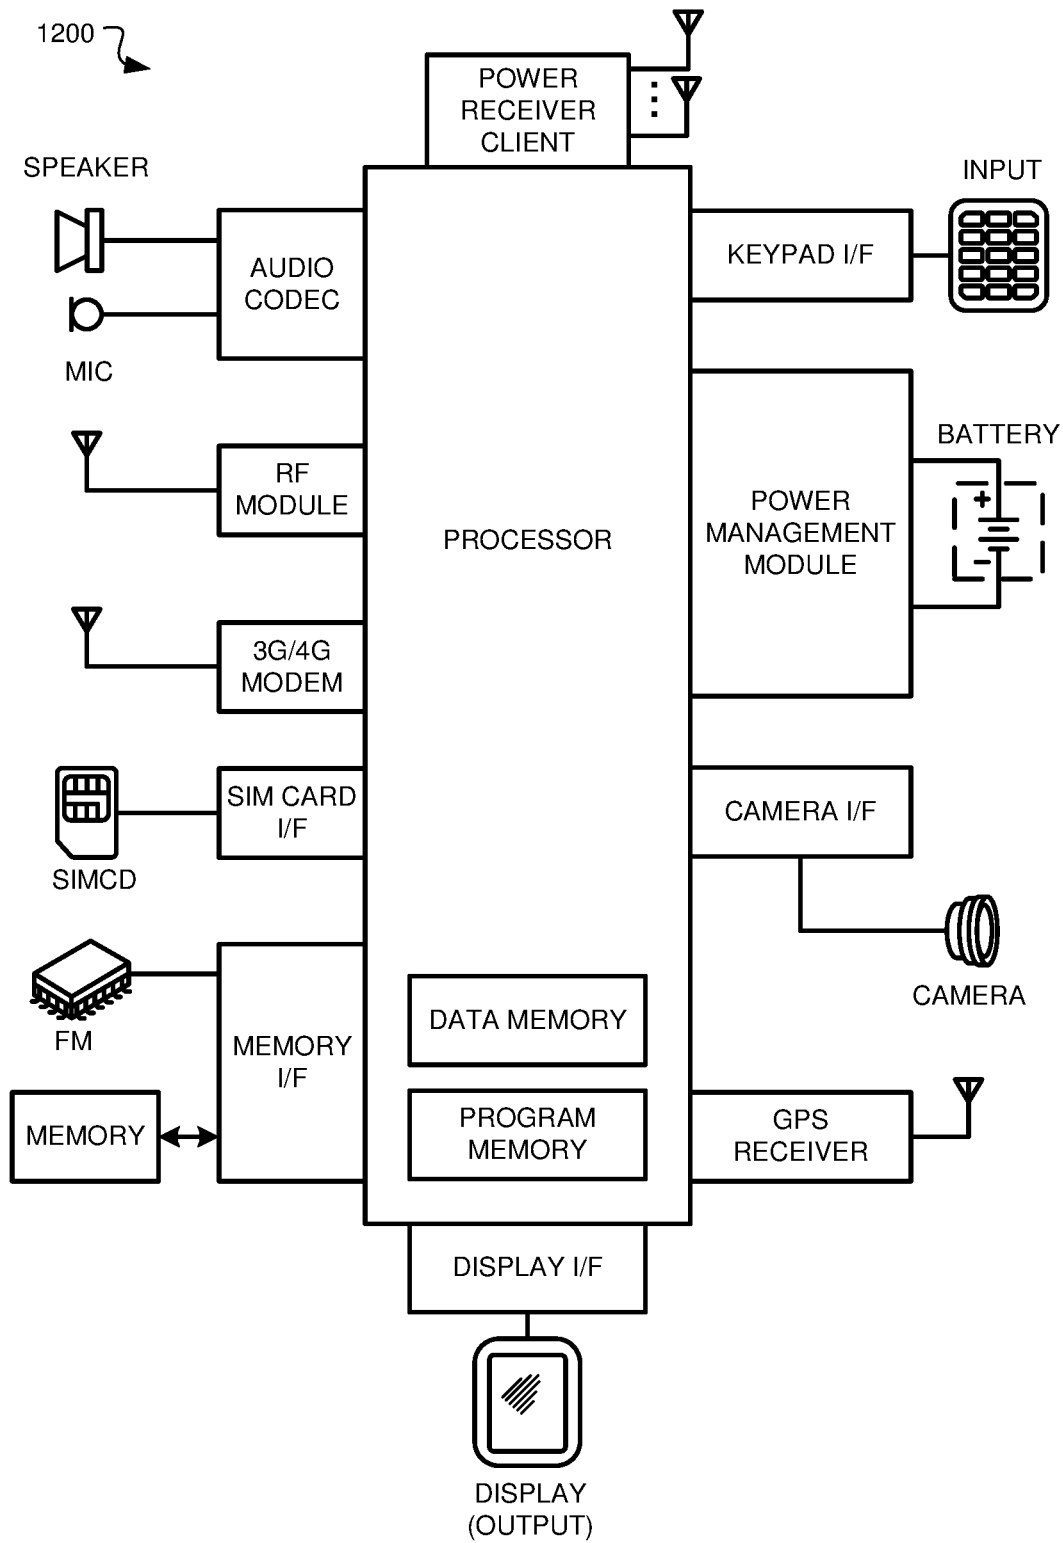 1200
POWER
RECEIVER
CLIENT
SPEAKER
INPUT
AUDIO
CODEC
KEYPAD I/F
MIC
BATTERY
RF
MODULE
PROCESSOR
POWER
MANAGEMENT
MODULE
+
-
3G/4G
MODEM
SIM CARD
I/F
CAMERA I/F
SIMCD
CAMERA
FM
MEMORY
I/F
DATA MEMORY
MEMORY
PROGRAM
MEMORY
GPS
RECEIVER
DISPLAY I/F
DISPLAY
(OUTPUT)